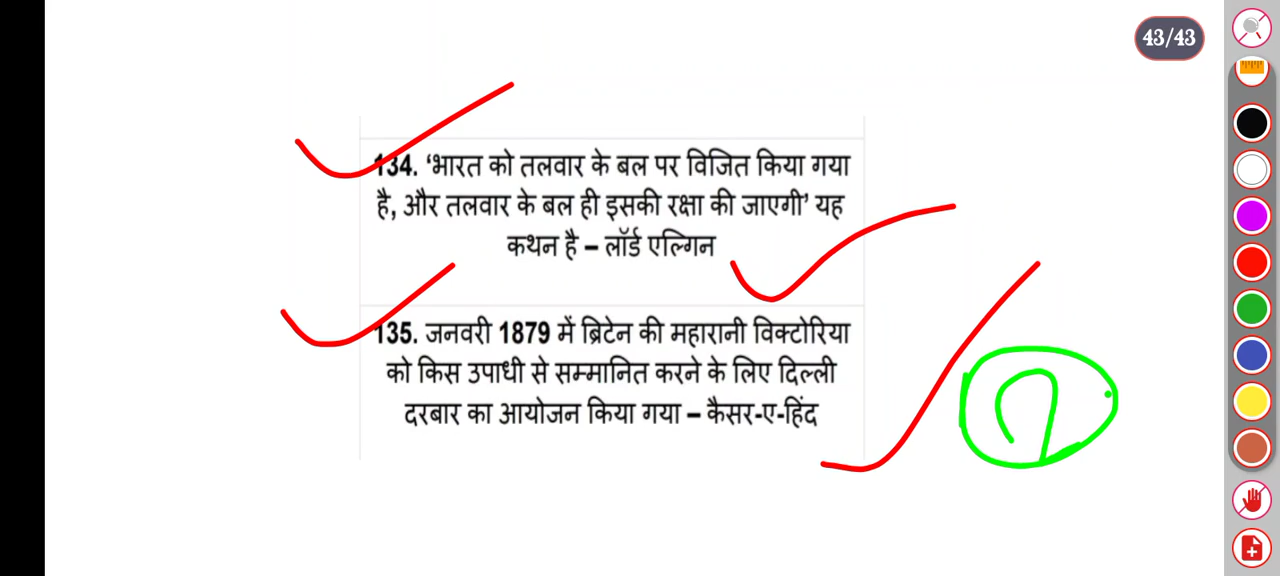 43/43
134. ‘भारत को तलवार के बल पर विजित किया गया
है, और तलवार के बल ही इसकी रक्षा की जाएगी’ यह
कथन है – लॉर्ड एल्गिन
135. जनवरी 1879 में ब्रिटेन की महारानी विक्टोरिया
को किस उपाधी से सम्मानित करने के लिए दिल्ली
दरबार का आयोजन किया गया – कैसर-ए-हिंद